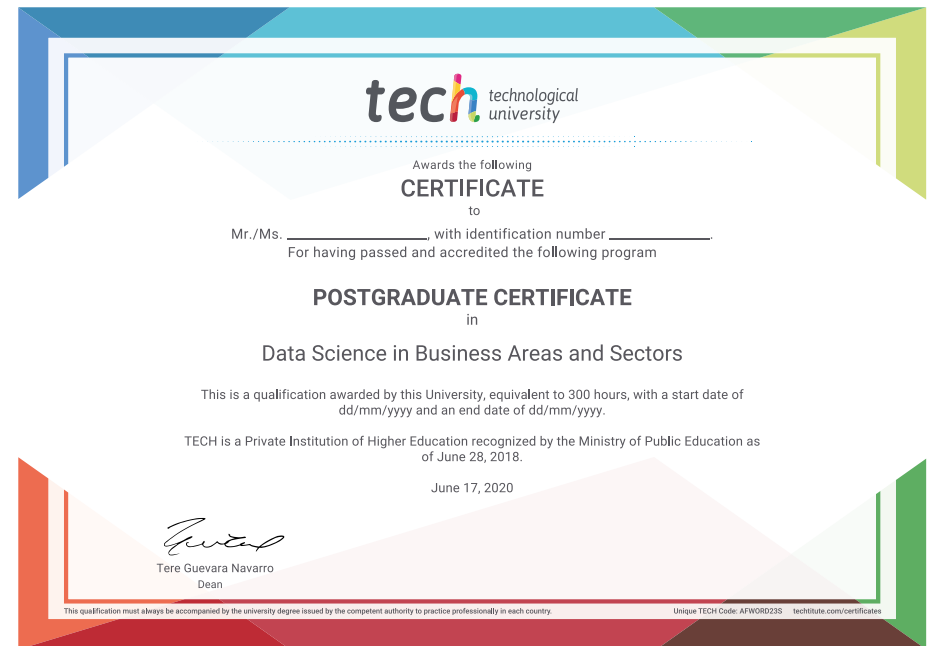 tech technological
university
Awards the following
CERTIFICATE
to
Mr./Ms. ____________________, with identification number ______________.
For having passed and accredited the following program
POSTGRADUATE CERTIFICATE
in
Data Science in Business Areas and Sectors
This is a qualification awarded by this University, equivalent to 300 hours, with a start date of
dd/mm/yyyy and an end date of dd/mm/yyyy.
TECH is a Private Institution of Higher Education recognized by the Ministry of Public Education as
of June 28, 2018.
June 17, 2020
Tere Guevara Navarro
Dean
This qualification must always be accompanied by the university degree issued by the competent authority to practice professionally in each country.
Unique TECH Code: AFWORD23S techtitute.com/certificates